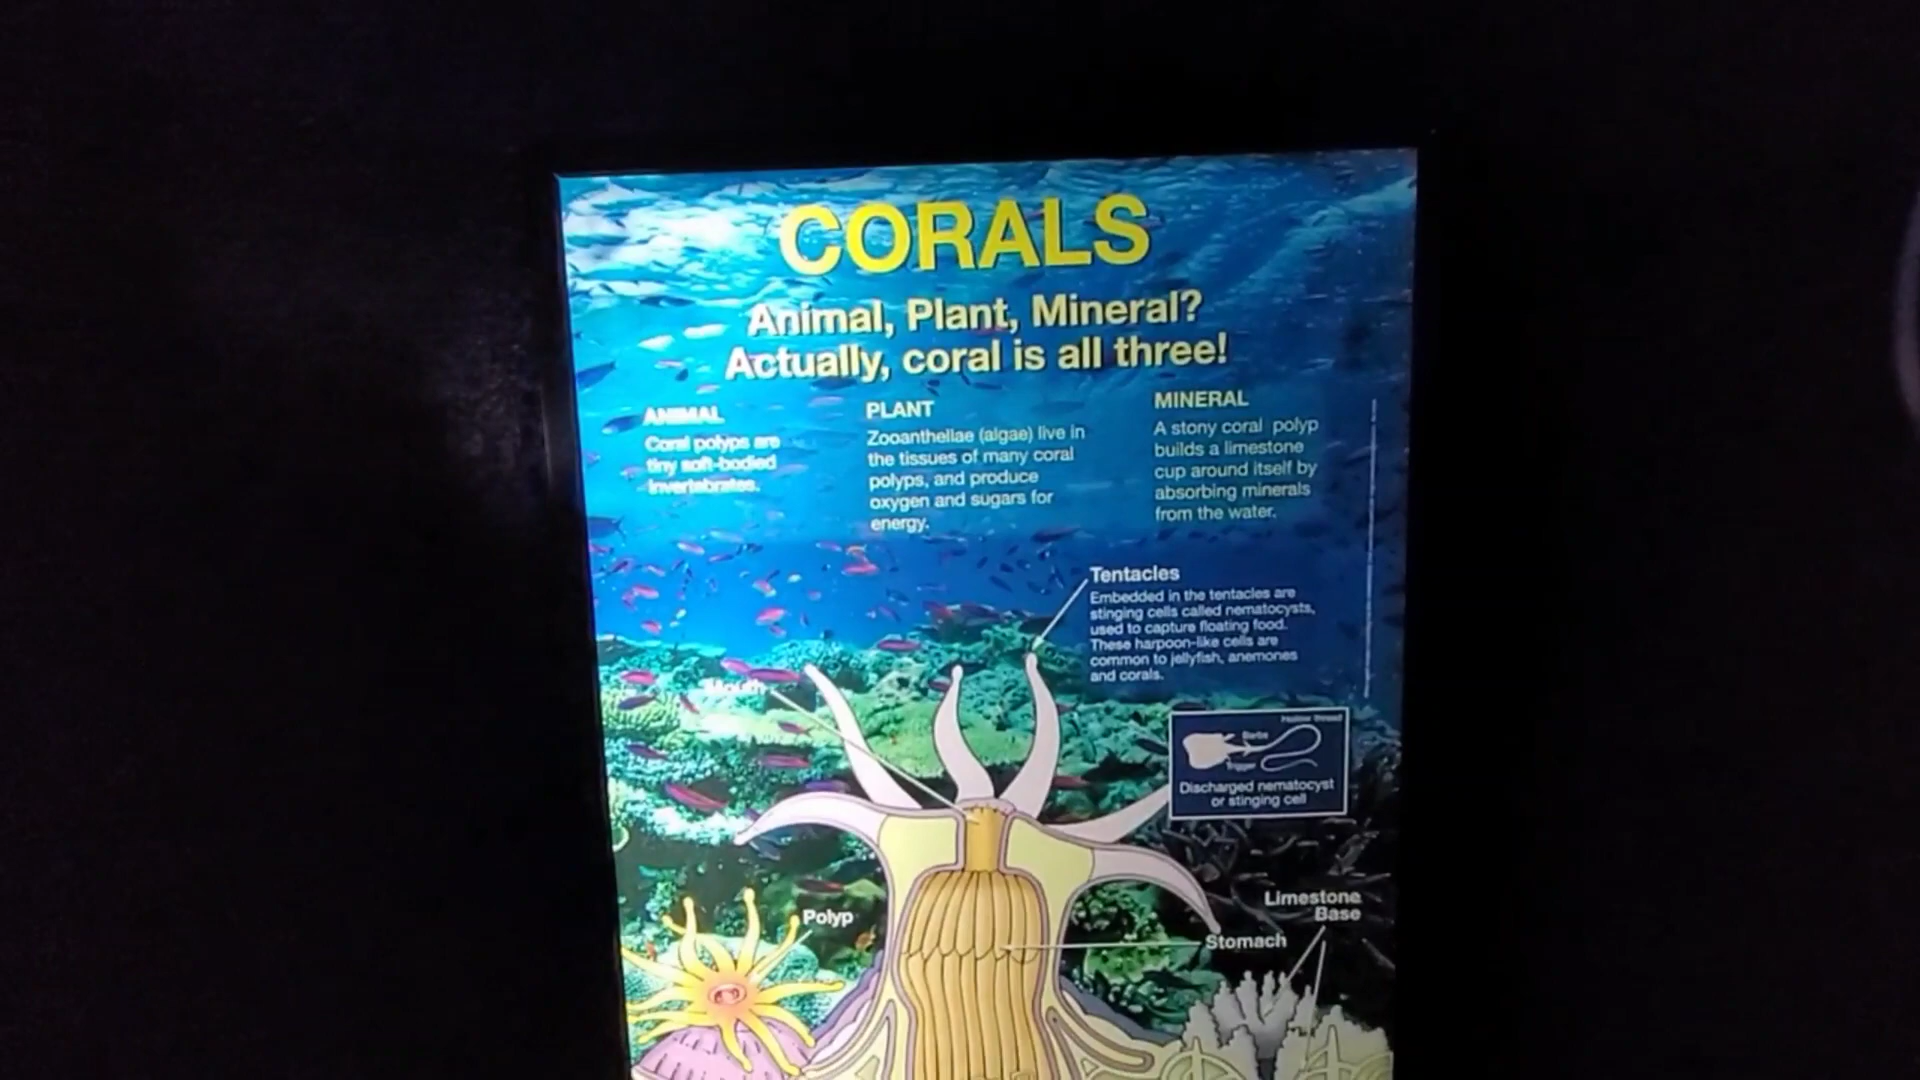 CORALS
Animal, Plant, Mineral?
Actually, coral is all three!
ANIMAL
Coral polyps are
tiny soft-bodied
invertebrates.
PLANT
Zooanthellae (algae) live in
the tissues of many coral
polyps, and produce
oxygen and sugars for
energy.
MINERAL
A stony coral polyp
builds a limestone
cup around itself by
absorbing minerals
from the water.
Tentacles
Embedded in the tentacles are
stinging cells called nematocysts,
used to capture floating food.
These harpoon-like cells are
common to jellyfish, anemones
and corals.
Mouth
Hollow thread
Barbs
Trigger
Discharged nematocyst
or stinging cell
Polyp
Limestone
Base
Stomach